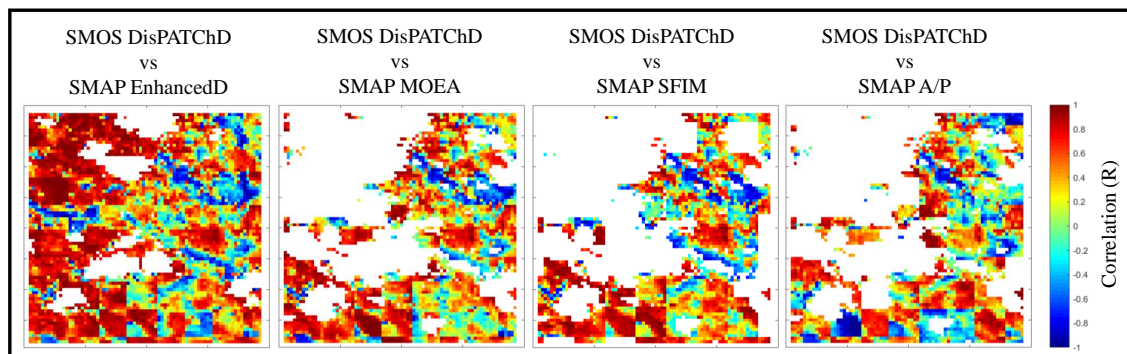 SMOS DisPATChD
vs
SMAP EnhancedD
SMOS DisPATChD
vs
SMAP MOEA
SMOS DisPATChD
vs
SMAP SFIM
SMOS DisPATChD
vs
SMAP A/P
1
0.8
0.6
0.4
0.2
0
-0.2
-0.4
-0.6
-0.8
-1
Correlation (R)